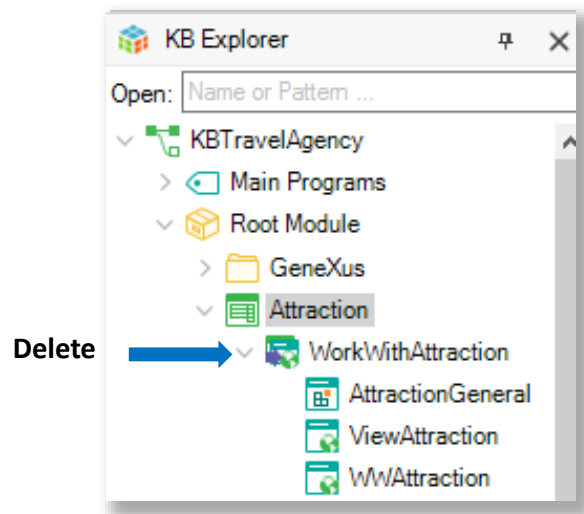 KB Explorer
Open: Name or Pattern ...
KBTravelAgency
Main Programs
Root Module
GeneXus
Attraction
Delete WorkWithAttraction
AttractionGeneral
ViewAttraction
WWAttraction